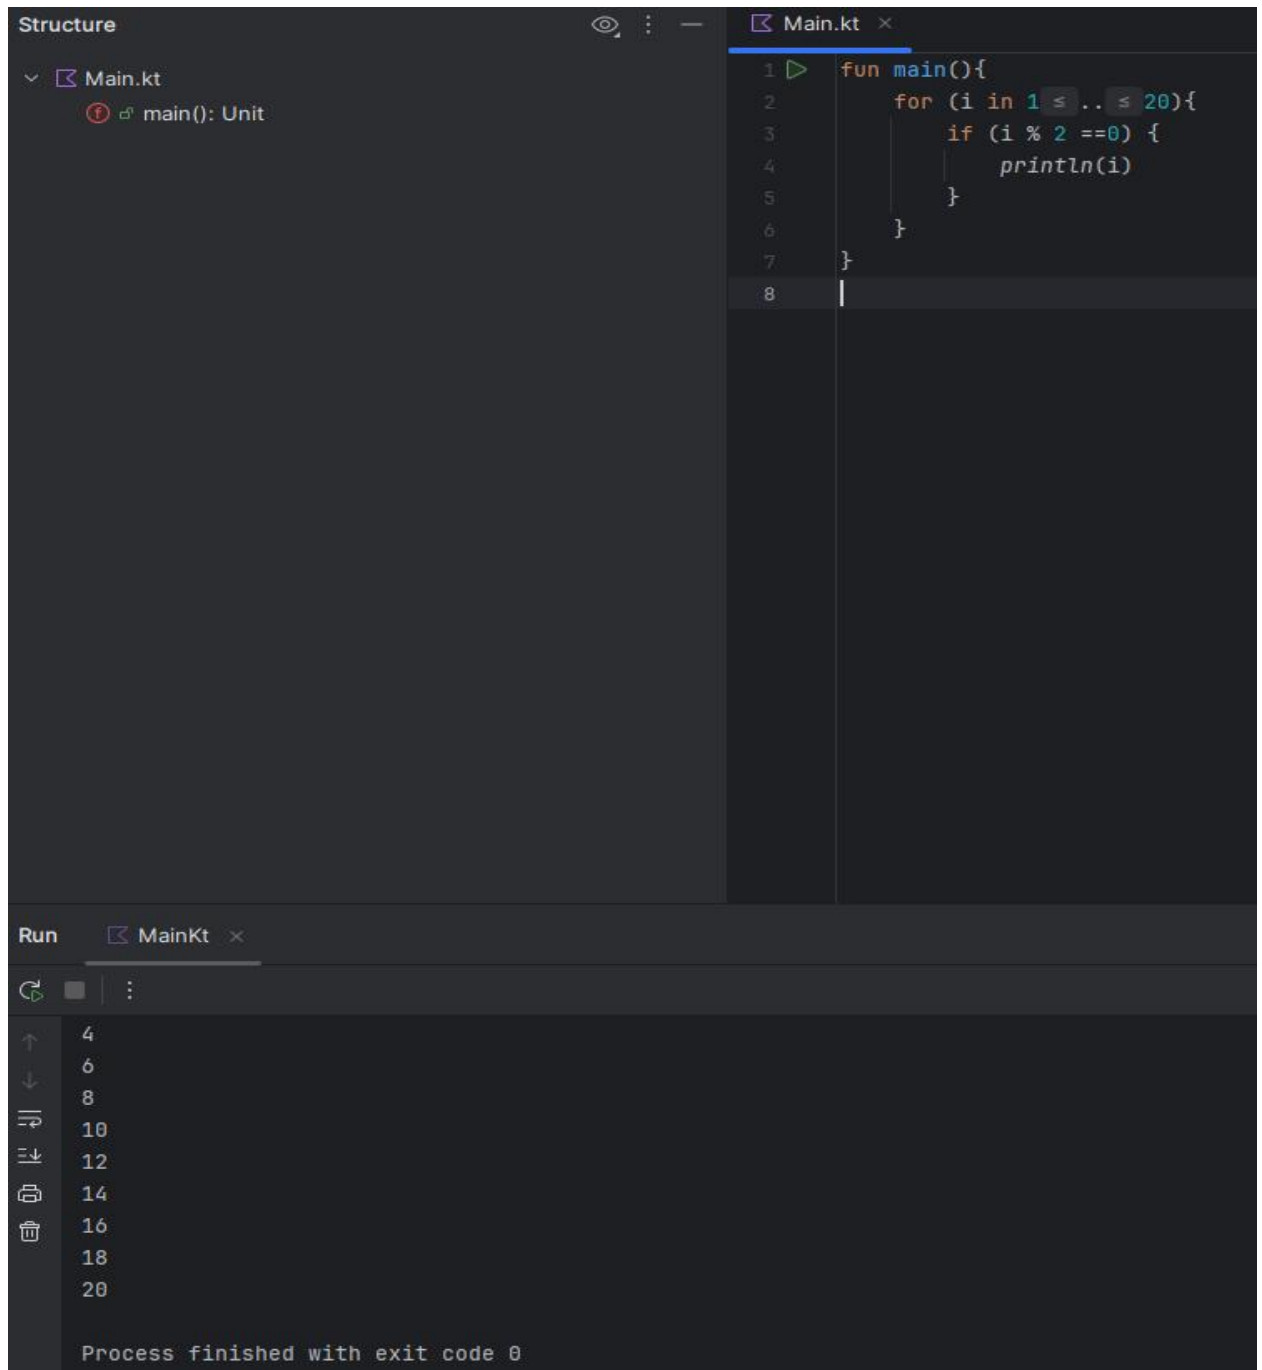 Structure
Main.kt
main(): Unit
Main.kt
1 fun main(){
2 for (i in 1 ≤ .. ≤ 20){
3 if (i % 2 ==0) {
4 println(i)
5 }
6 }
7 }
8
Run MainKt
4
6
8
10
12
14
16
18
20
Process finished with exit code 0